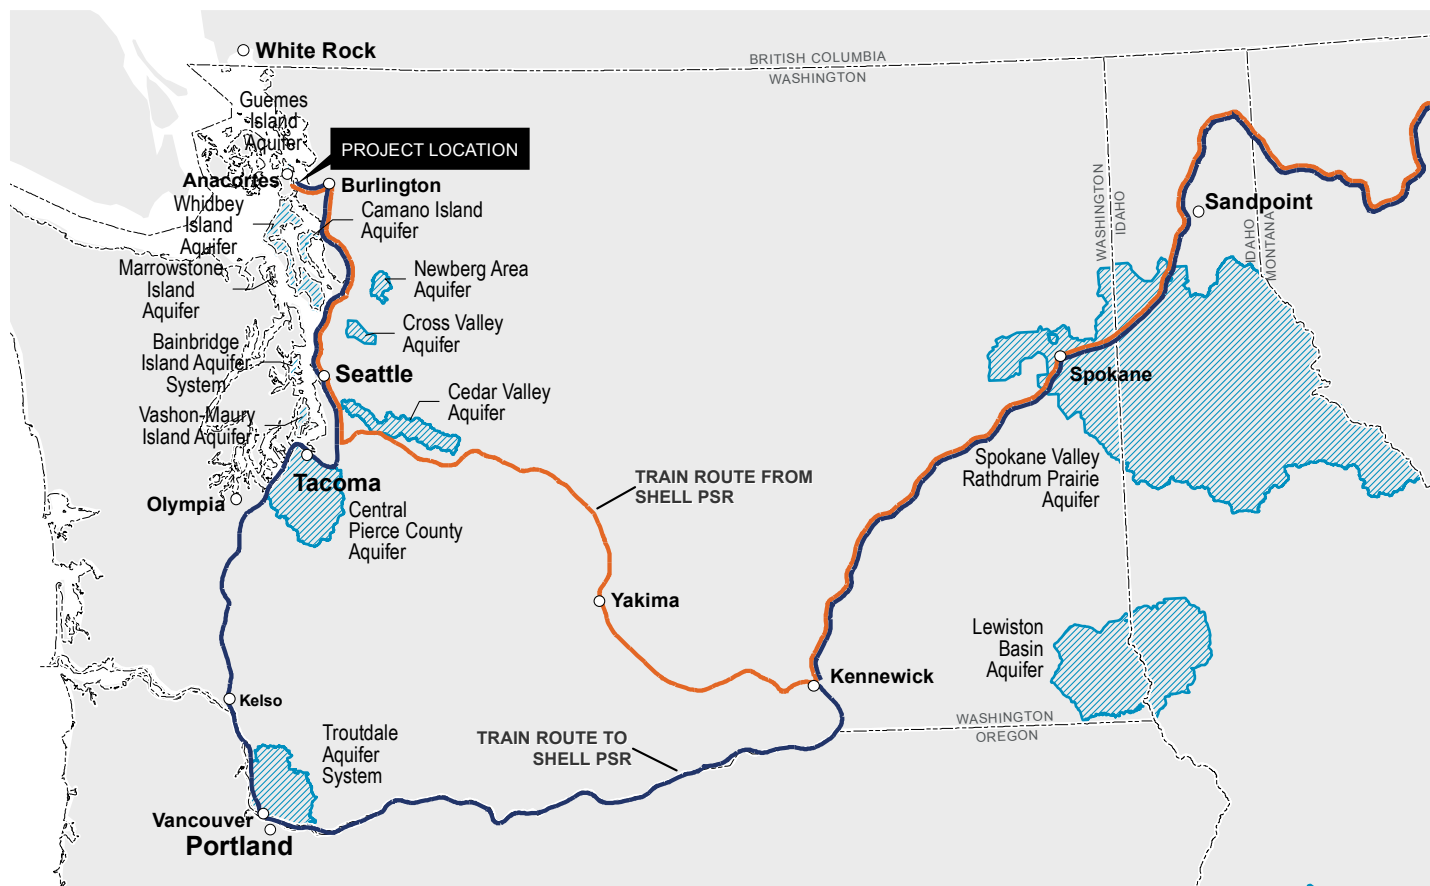 White Rock
BRITISH COLUMBIA
WASHINGTON
Guemes
Island
Aquifer
PROJECT LOCATION
Anacortes
Burlington
Whidbey
Island
Aquifer
Camano Island
Aquifer
WASHINGTON
IDAHO
Sandpoint
IDAHO
MONTANA
Marrowstone
Island
Aquifer
Newberg Area
Aquifer
Cross Valley
Aquifer
Bainbridge
Island Aquifer
System
Seattle
Spokane
Cedar Valley
Aquifer
Vashon-Maury
Island Aquifer
Tacoma
Olympia
Central
Pierce County
Aquifer
TRAIN ROUTE FROM
SHELL PSR
Spokane Valley
Rathdrum Prairie
Aquifer
Yakima
Lewiston
Basin
Aquifer
Kennewick
Kelso
WASHINGTON
OREGON
Troutdale
Aquifer
System
TRAIN ROUTE TO
SHELL PSR
Vancouver
Portland